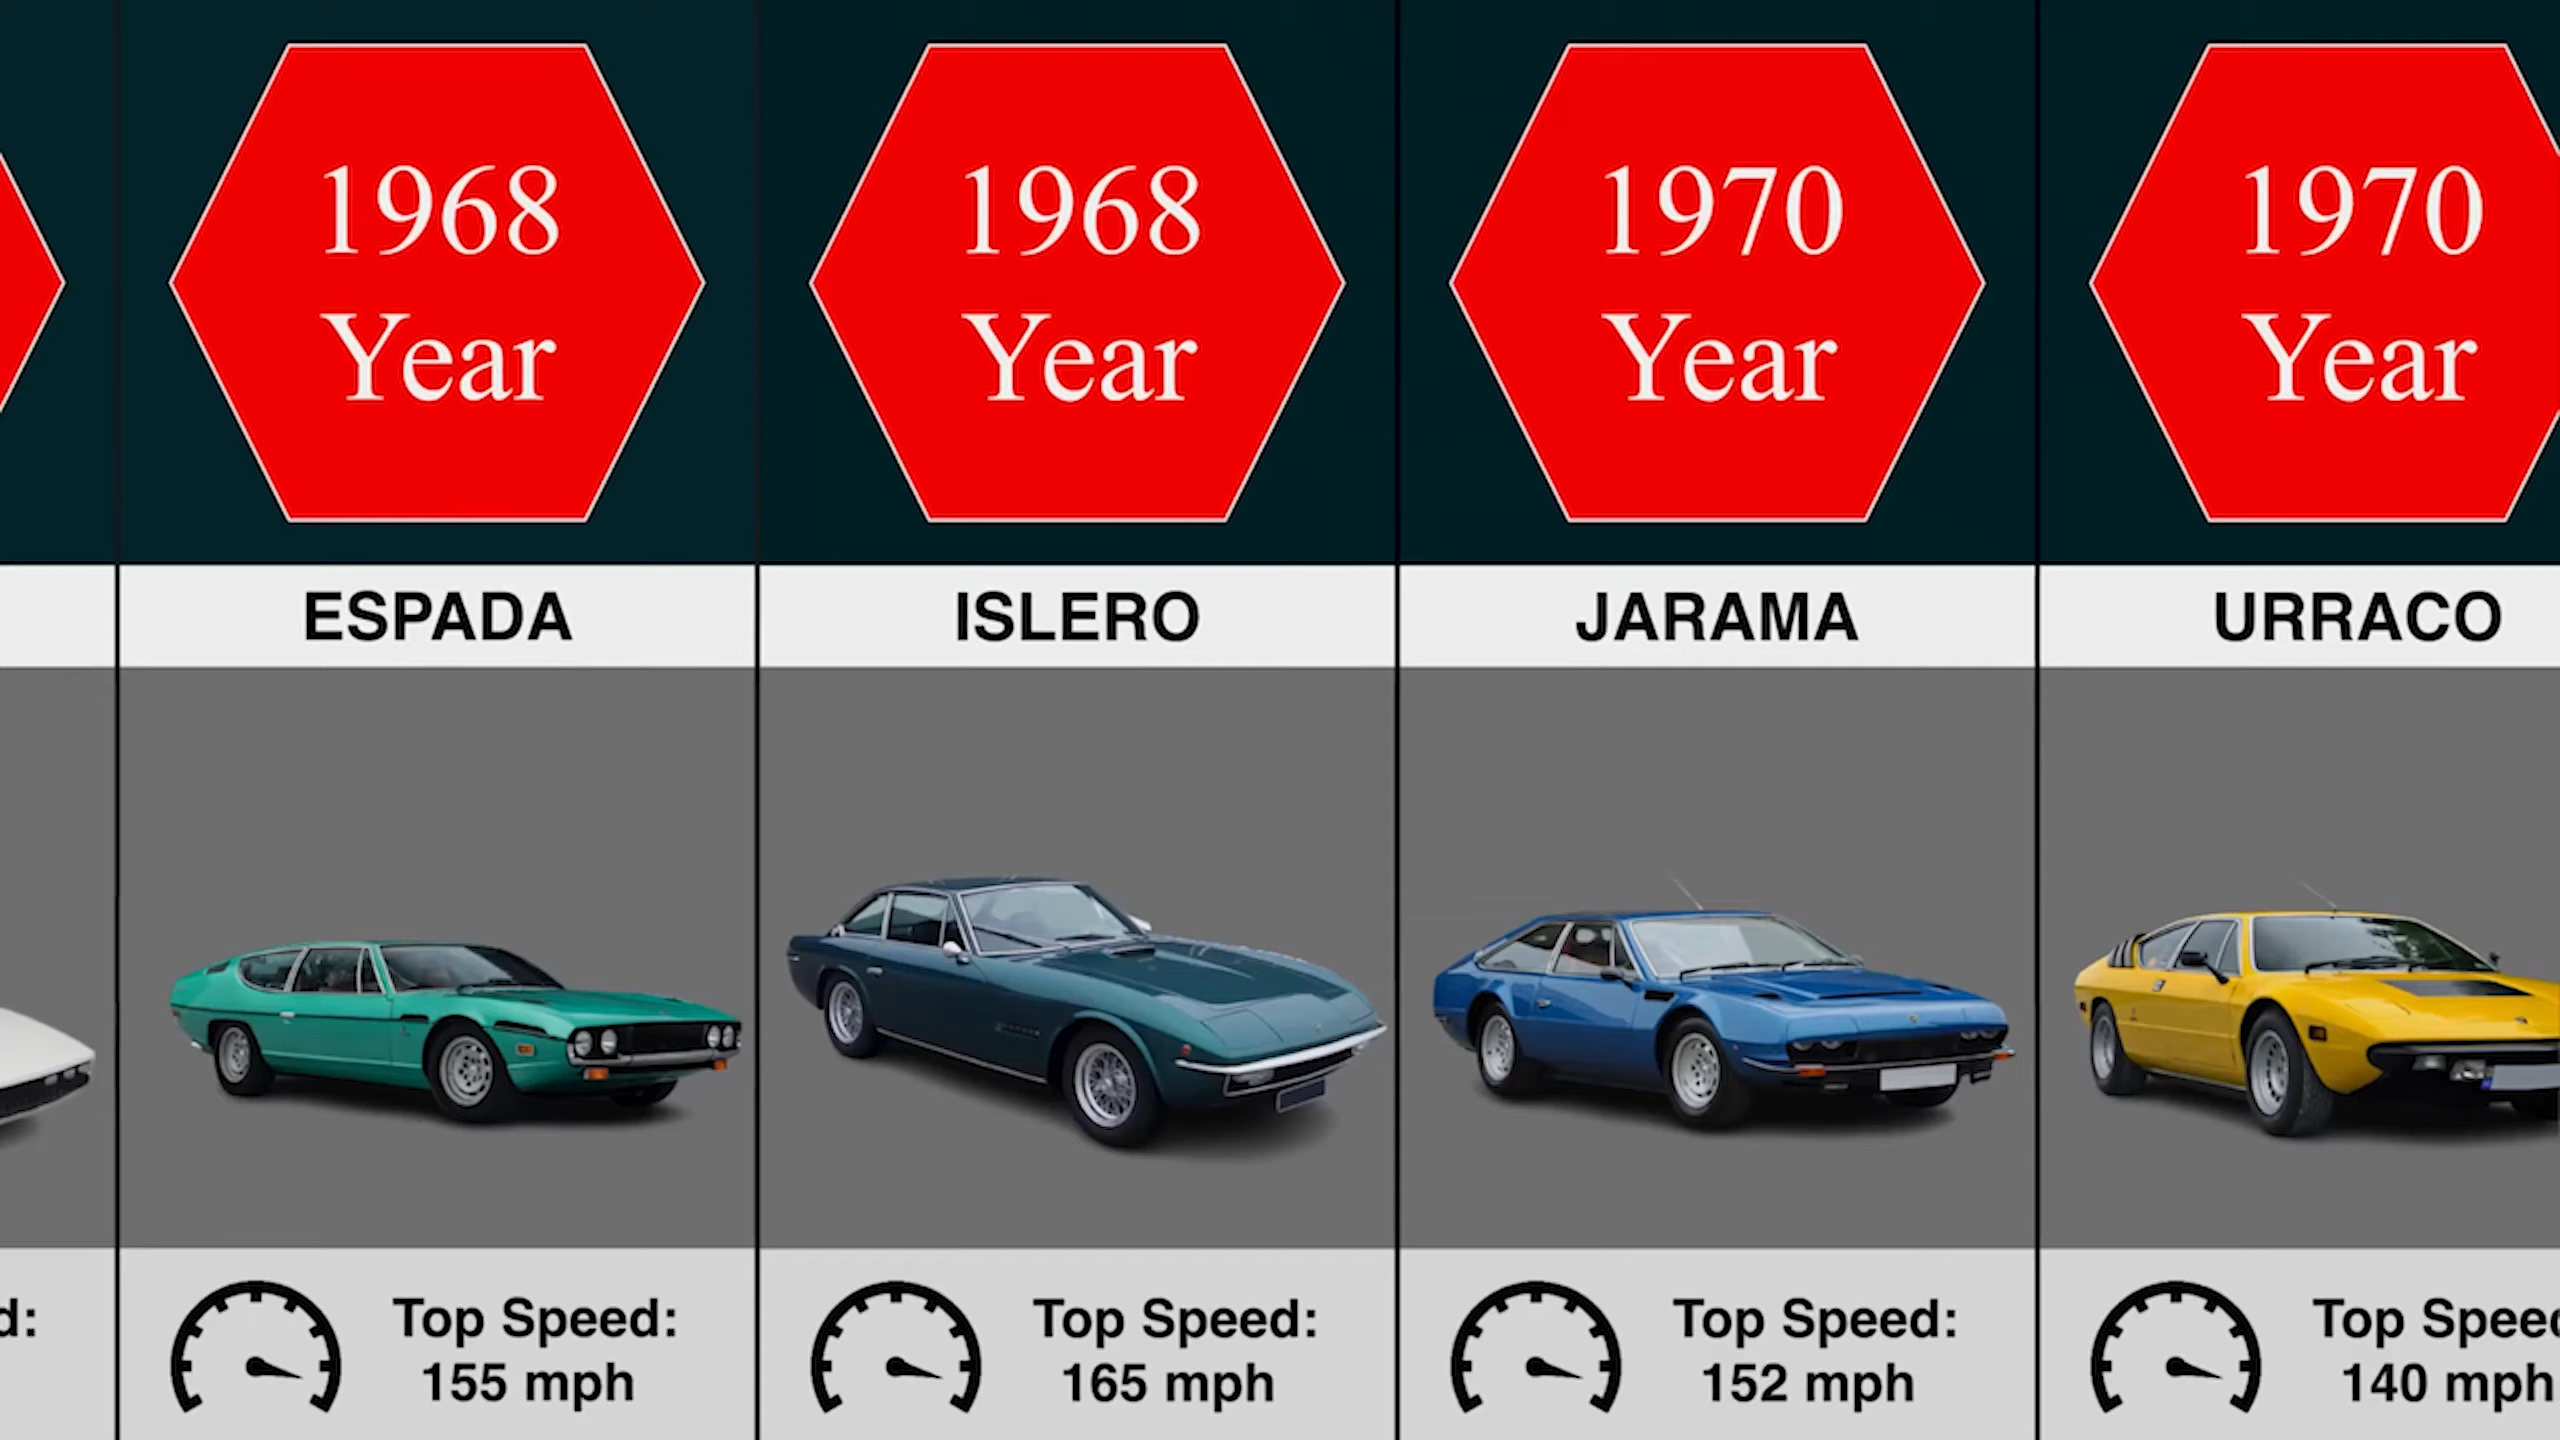 1968
Year
1968
Year
1970
Year
1970
Year
ESPADA
ISLERO
JARAMA
URRACO
d:
Top Speed:
155 mph
Top Speed:
165 mph
Top Speed:
152 mph
Top Speed
140 mph